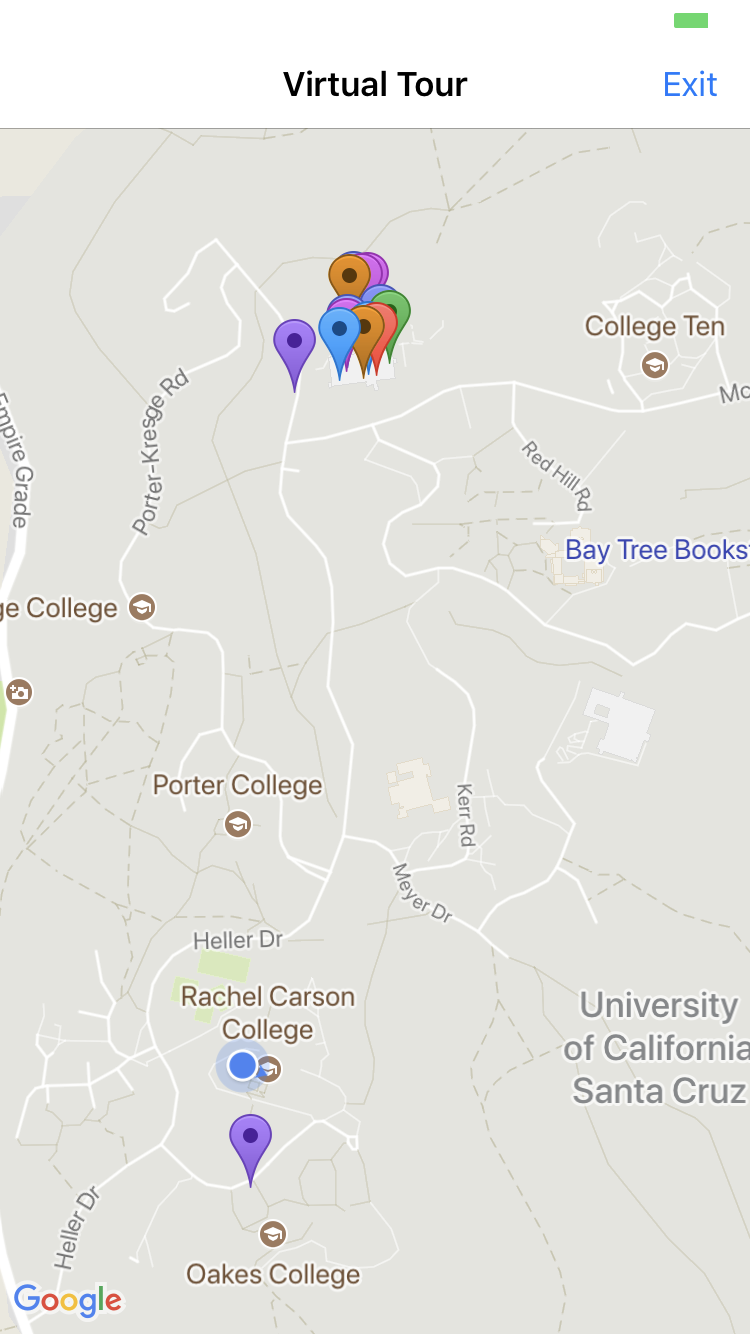 Virtual Tour
Exit
College Ten
Mc
Porter-Kresge Rd
Empire Grade
Red Hill Rd
Bay Tree Bookst
ge College
Porter College
Kerr Rd
Meyer Dr
Heller Dr
Rachel Carson
College
University
of California
Santa Cruz
Heller Dr
Oakes College
Google